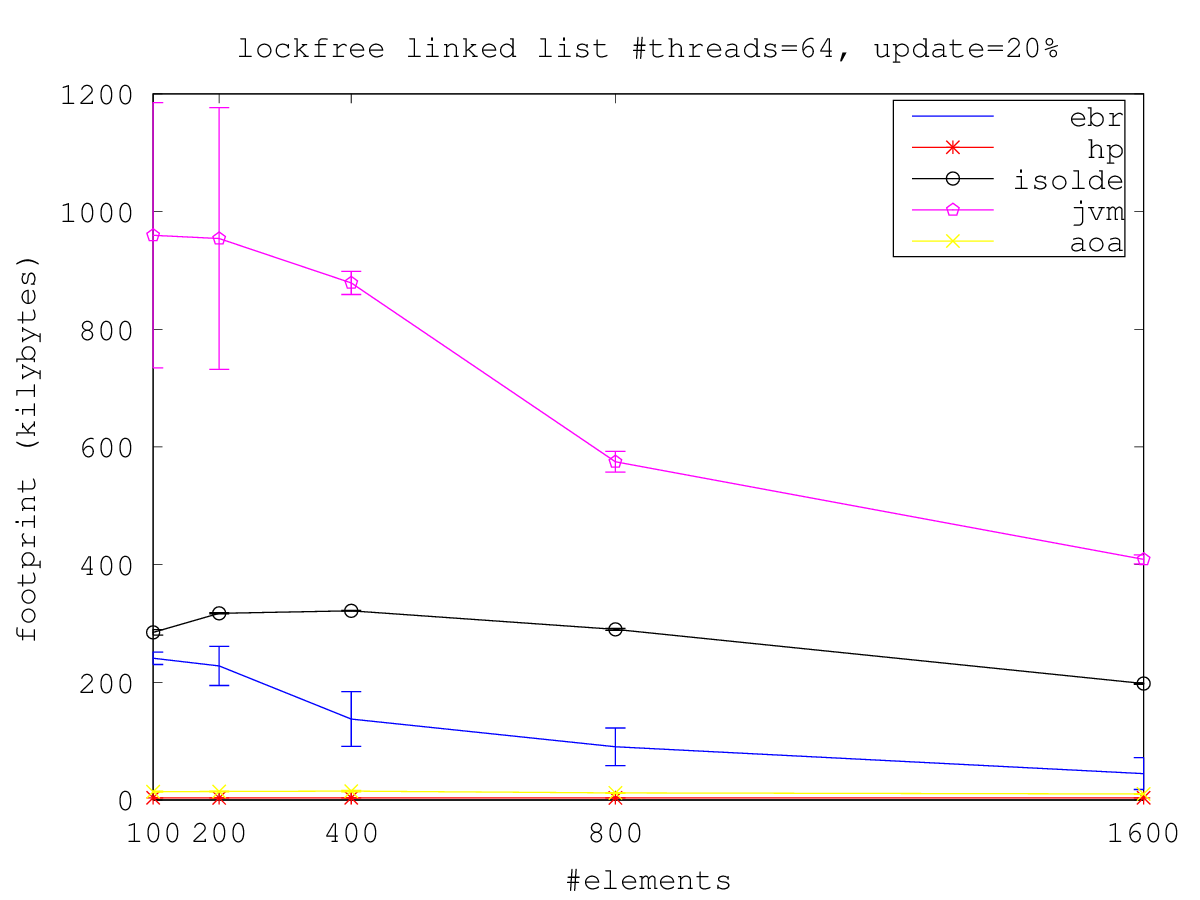 lockfree linked list #threads=64, update=20%
1200
1000
800
600
400
200
0
footprint (kilybytes)
ebr
hp
isolde
jvm
aoa
100 200 400 800 1600
#elements